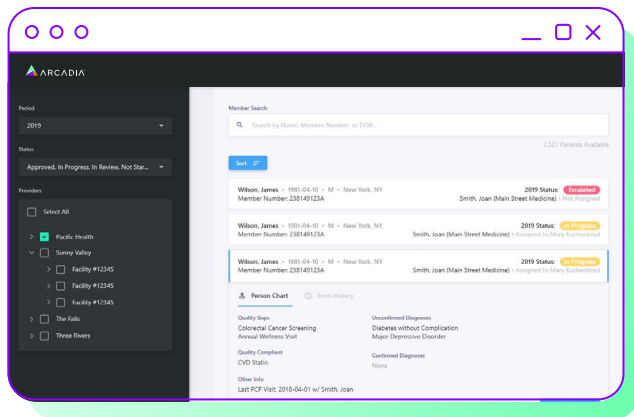 ARCADIA
Period
2019
Status
Approved, In Progress, In Review, Not Star...
Providers
Select All
Pacific Health
Sunny Valley
Facility #12345
Facility #12345
Facility #12345
The Falls
Three Rivers
Member Search
Search by Name, Member Number, or DOB...
2,321 Patients Available
Sort
Wilson, James • 1981-04-10 • M • New York, NY 2019 Status: Escalated
Member Number: 238149123A Smith, Joan (Main Street Medicine) • Not Assigned
Wilson, James • 1981-04-10 • M • New York, NY 2019 Status: In Progress
Member Number: 238149123A Smith, Joan (Main Street Medicine) • Assigned to Mary Kuchenbrod
Wilson, James • 1981-04-10 • M • New York, NY 2019 Status: In Progress
Member Number: 238149123A Smith, Joan (Main Street Medicine) • Assigned to Mary Kuchenbrod
Person Chart Form History
Quality Gaps Unconfirmed Diagnoses
Colorectal Cancer Screening Diabetes without Complication
Annual Wellness Visit Major Depressive Disorder
Quality Compliant Confirmed Diagnoses
CVD Statin None
Other Info
Last PCP Visit: 2018-04-01 w/ Smith, Joan